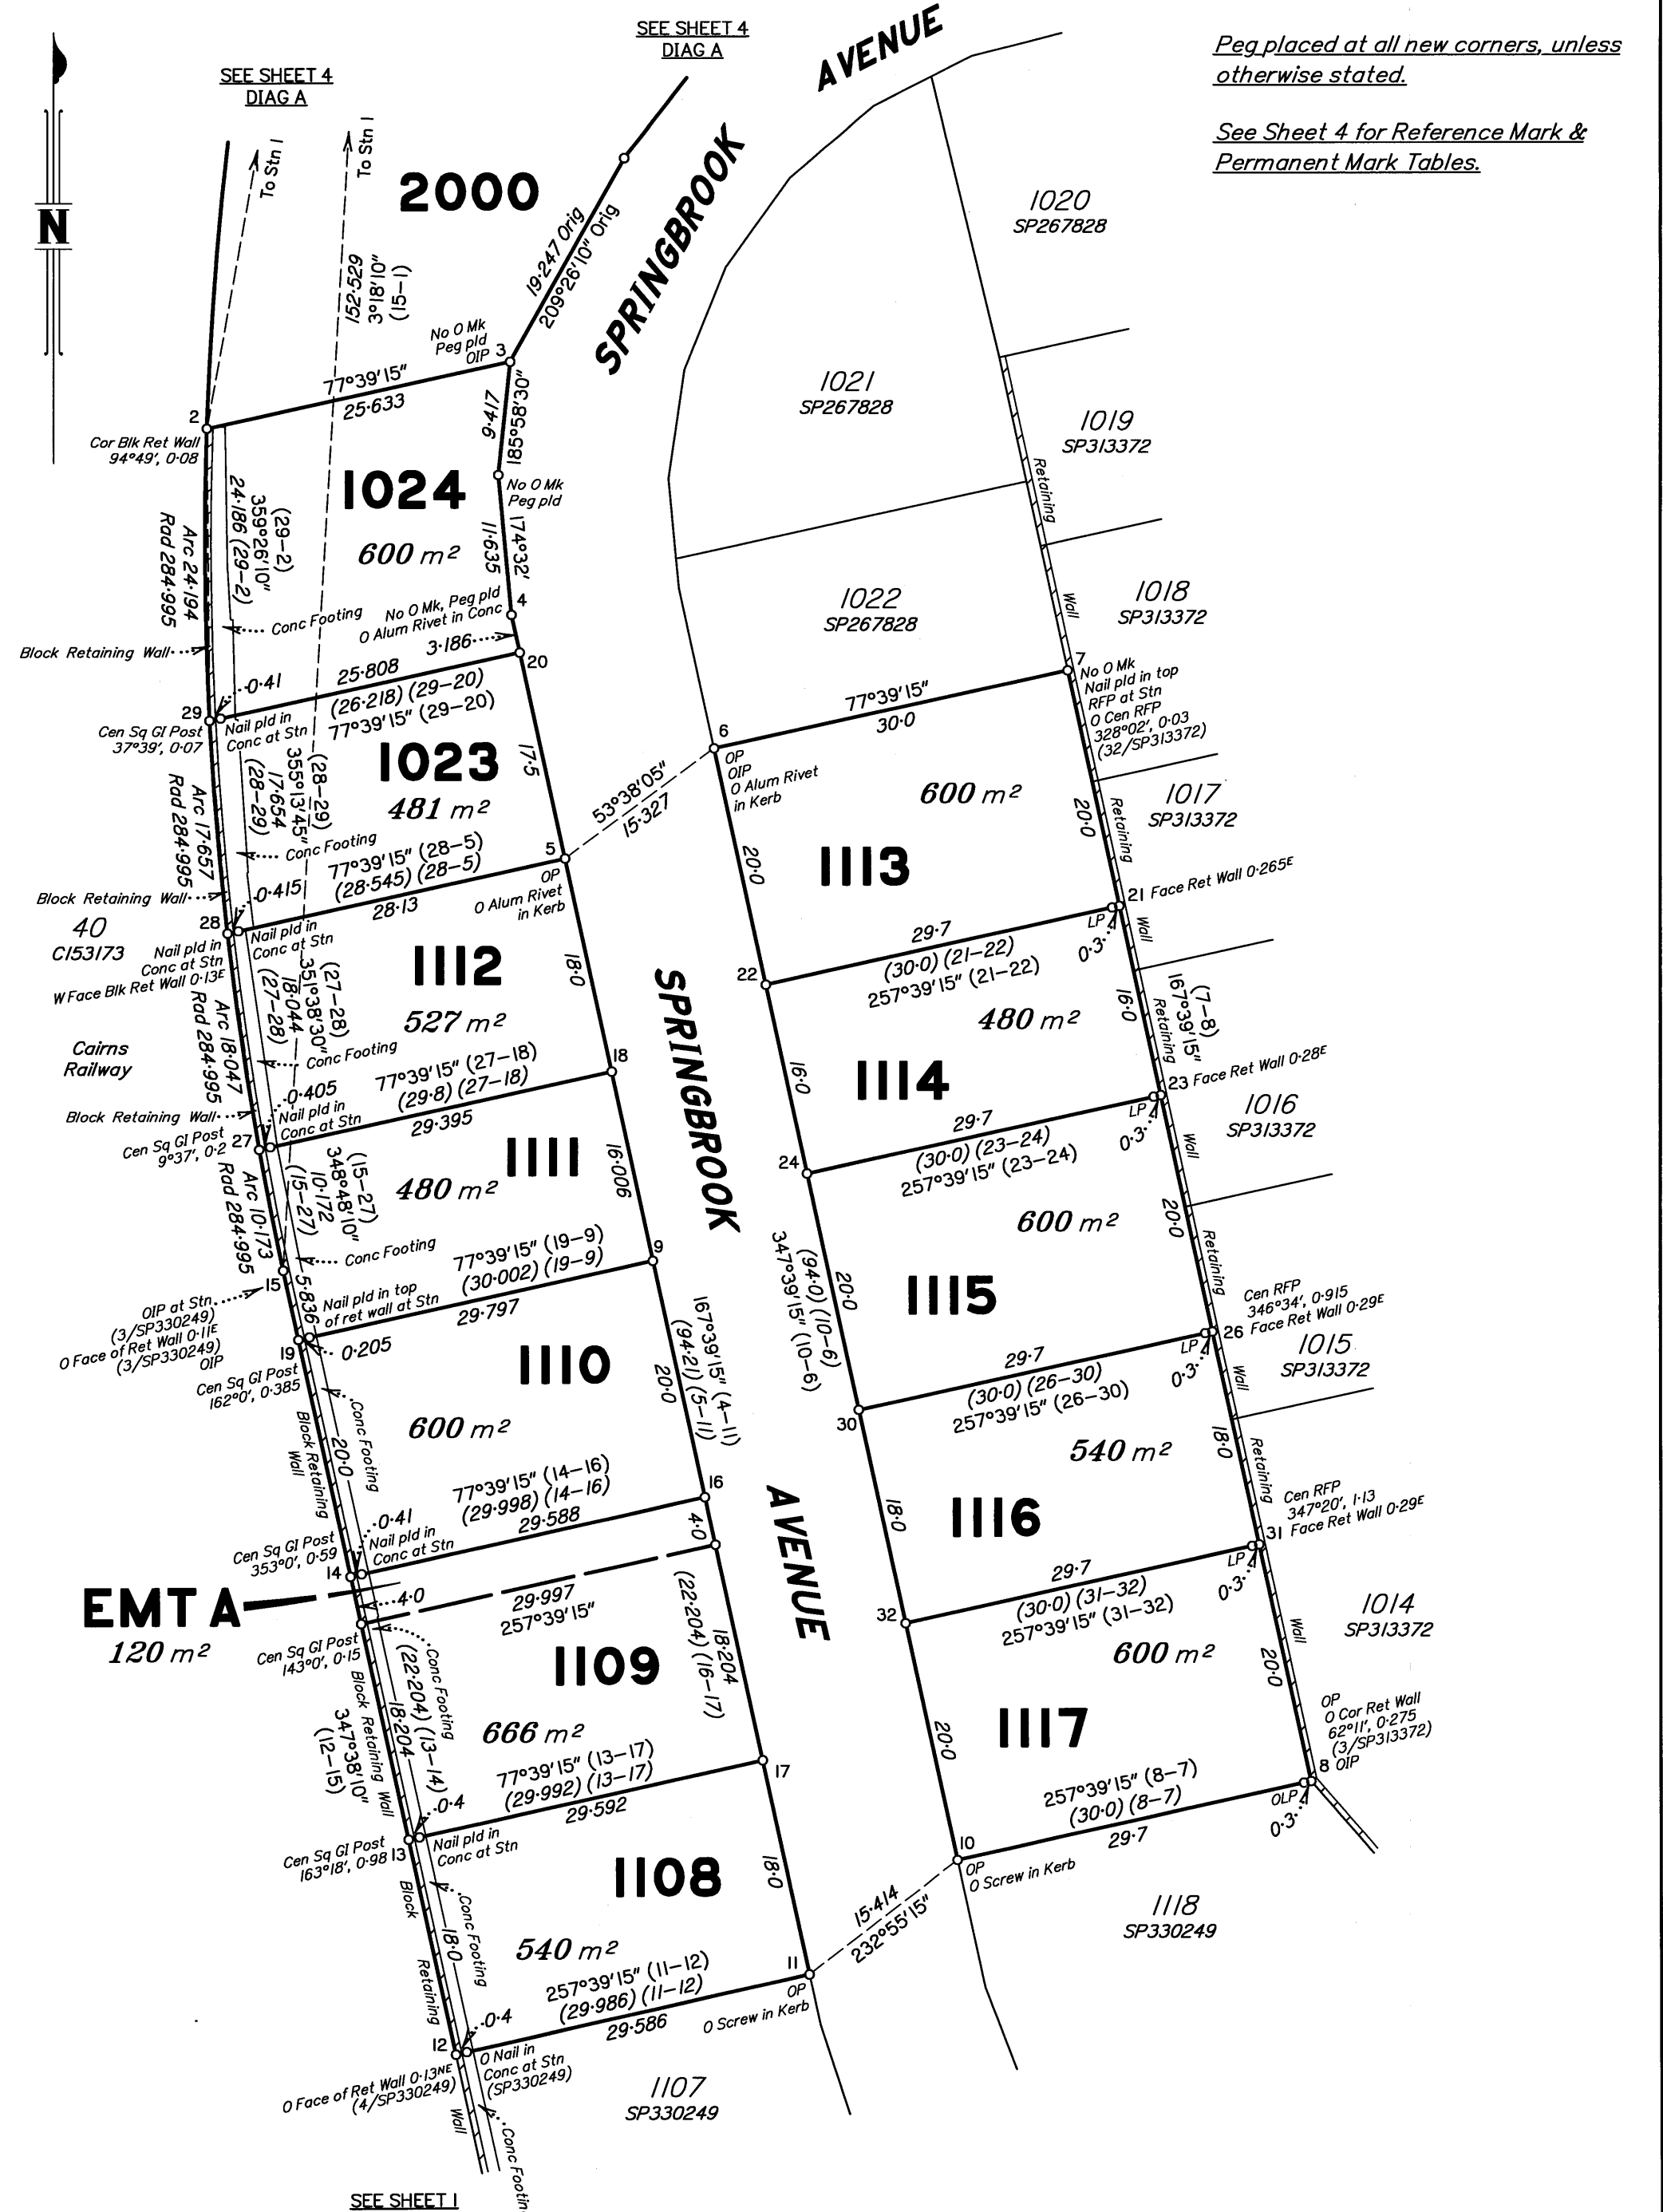 SEE SHEET 4
DIAG A
AVENUE
Peg placed at all new corners, unless
otherwise stated.
See Sheet 4 for Reference Mark &
Permanent Mark Tables.
SEE SHEET 4
DIAG A
N
To Stn 1
To Stn 1
2000
152·529
3°18'10"
(15-1)
19·247 Orig
209°26'10" Orig
SPRINGBROOK
1020
SP267828
No O Mk
Peg pld
OIP
3
77°39'15"
25·633
2
Cor Blk Ret Wall
94°49', 0·08
9·417
185°58'30"
No O Mk
Peg pld
1021
SP267828
1019
SP313372
Retaining
Wall
1024
600 m²
(29-2)
359°26'10"
24·186 (29-2)
Arc 24·194
Rad 284·995
11·635
174°32'
Conc Footing
No O Mk, Peg pld
O Alum Rivet in Conc
4
Block Retaining Wall
3·186
20
1022
SP267828
1018
SP313372
0·41
25·808
(26·218) (29-20)
77°39'15" (29-20)
29
Cen Sq GI Post
37°39', 0·07
Nail pld in
Conc at Stn
7
No O Mk
Nail pld in top
RFP at Stn
O Cen RFP
328°02', 0·03
(32/SP313372)
77°39'15"
30·0
6
OP
OIP
O Alum Rivet
in Kerb
1023
481 m²
17·5
(28-29)
355°13'45"
17·654
(28-29)
Arc 17·657
Rad 284·995
53°38'05"
15·327
600 m²
1113
20·0
20·0
Retaining
1017
SP313372
Conc Footing
77°39'15" (28-5)
(28·545) (28-5)
28·13
5
OP
O Alum Rivet
in Kerb
Block Retaining Wall
0·415
28
40
C153173
Nail pld in
Conc at Stn
W Face Blk Ret Wall 0·13E
Nail pld in
Conc at Stn
21 Face Ret Wall 0·265E
LP
0·3
Wall
29·7
(30·0) (21-22)
257°39'15" (21-22)
22
1112
527 m²
18·0
(27-28)
351°38'30"
18·044
(27-28)
Arc 18·047
Rad 284·995
Cairns
Railway
480 m²
1114
16·0
16·0
(7-8)
167°39'15"
Retaining
SPRINGBROOK
Conc Footing
77°39'15" (27-18)
(29·8) (27-18)
29·395
18
0·405
Block Retaining Wall
Nail pld in
Conc at Stn
27
Cen Sq GI Post
9°37', 0·2
23 Face Ret Wall 0·28E
LP
0·3
Wall
29·7
(30·0) (23-24)
257°39'15" (23-24)
24
1016
SP313372
1111
480 m²
16·006
(15-27)
348°48'10"
10·172
(15-27)
Arc 10·173
Rad 284·995
Conc Footing
77°39'15" (19-9)
(30·002) (19-9)
29·797
9
15
5·836
Nail pld in top
of ret wall at Stn
0·205
OIP at Stn
(3/SP330249)
O Face of Ret Wall 0·11E
(3/SP330249)
OIP
19
Cen Sq GI Post
162°0', 0·385
600 m²
1115
20·0
20·0
(94·0) (10-6)
347°39'15" (10-6)
Retaining
Cen RFP
346°34', 0·915
26 Face Ret Wall 0·29E
1015
SP313372
LP
0·3
Wall
29·7
(30·0) (26-30)
257°39'15" (26-30)
30
1110
600 m²
20·0
167°39'15" (4-11)
(94·21) (5-11)
Conc Footing
20·0
Block Retaining
Wall
77°39'15" (14-16)
(29·998) (14-16)
29·588
16
0·41
Nail pld in
Conc at Stn
Cen Sq GI Post
353°0', 0·59
14
4·0
4·0
EMT A
120 m²
29·997
257°39'15"
Cen Sq GI Post
143°0', 0·15
540 m²
1116
18·0
18·0
Retaining
Cen RFP
347°20', 1·13
31 Face Ret Wall 0·29E
LP
0·3
29·7
(30·0) (31-32)
257°39'15" (31-32)
32
AVENUE
1014
SP313372
Wall
1109
666 m²
18·204
(22·204) (16-17)
Conc Footing
(22·204) (13-14)
18·204
Block Retaining Wall
347°38'10"
(12-15)
77°39'15" (13-17)
(29·992) (13-17)
29·592
17
0·4
Nail pld in
Conc at Stn
Cen Sq GI Post
163°18', 0·98
13
600 m²
1117
20·0
20·0
OP
O Cor Ret Wall
62°11', 0·275
(3/SP313372)
8 OIP
OLP
0·3
257°39'15" (8-7)
(30·0) (8-7)
29·7
10
OP
O Screw in Kerb
1108
540 m²
18·0
Conc Footing
18·0
Block
Retaining
Wall
15·414
232°55'15"
1118
SP330249
257°39'15" (11-12)
(29·986) (11-12)
29·586
11
OP
O Screw in Kerb
0·4
12
O Nail in
Conc at Stn
(SP330249)
O Face of Ret Wall 0·13NE
(4/SP330249)
1107
SP330249
Conc Footin
SEE SHEET 1